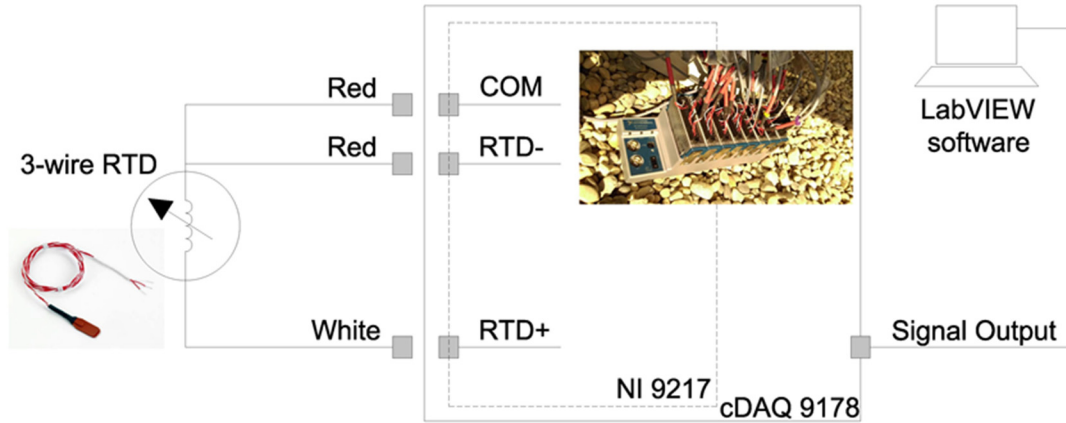 Red
COM
Red
RTD-
3-wire RTD
LabVIEW
software
White
RTD+
Signal Output
NI 9217
cDAQ 9178